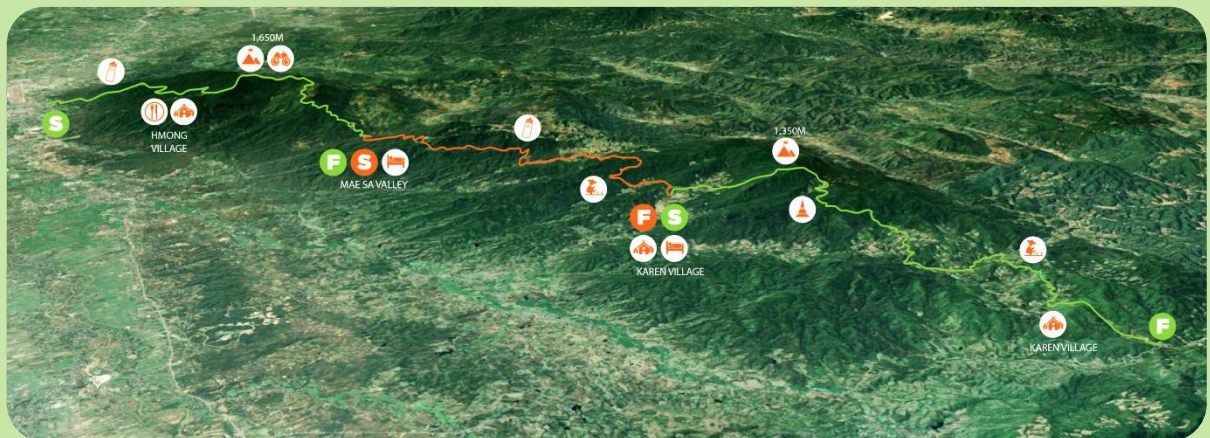 1,650M
S
HMONG
VILLAGE
F S
MAE SA VALLEY
1,350M
F S
KAREN VILLAGE
KAREN VILLAGE
F